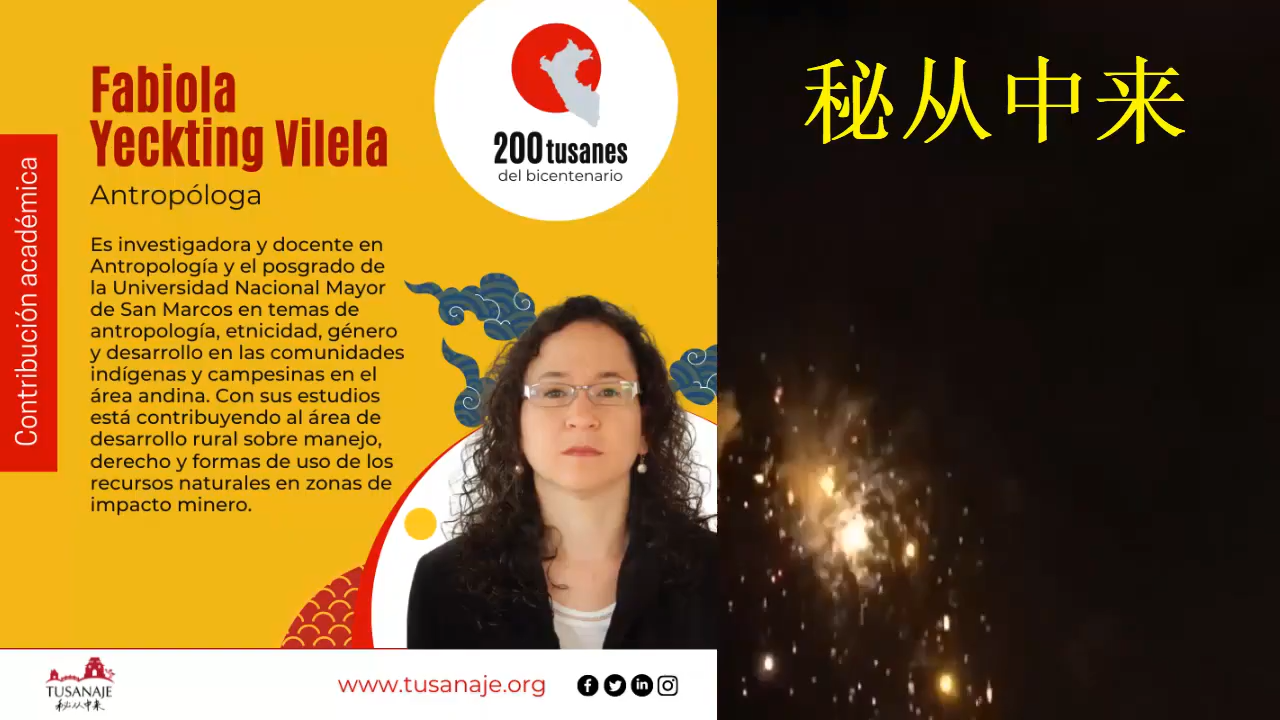 Fabiola
Yeckting Vilela
Antropóloga
Es investigadora y docente en
Antropología y el posgrado de
la Universidad Nacional Mayor
de San Marcos en temas de
antropología, etnicidad, género
y desarrollo en las comunidades
indígenas y campesinas en el
área andina. Con sus estudios
está contribuyendo al área de
desarrollo rural sobre manejo,
derecho y formas de uso de los
recursos naturales en zonas de
impacto minero.
Contribución académica
200 tusanes
del bicentenario
TUSANAJE
秘从中来
www.tusanaje.org
秘从中来